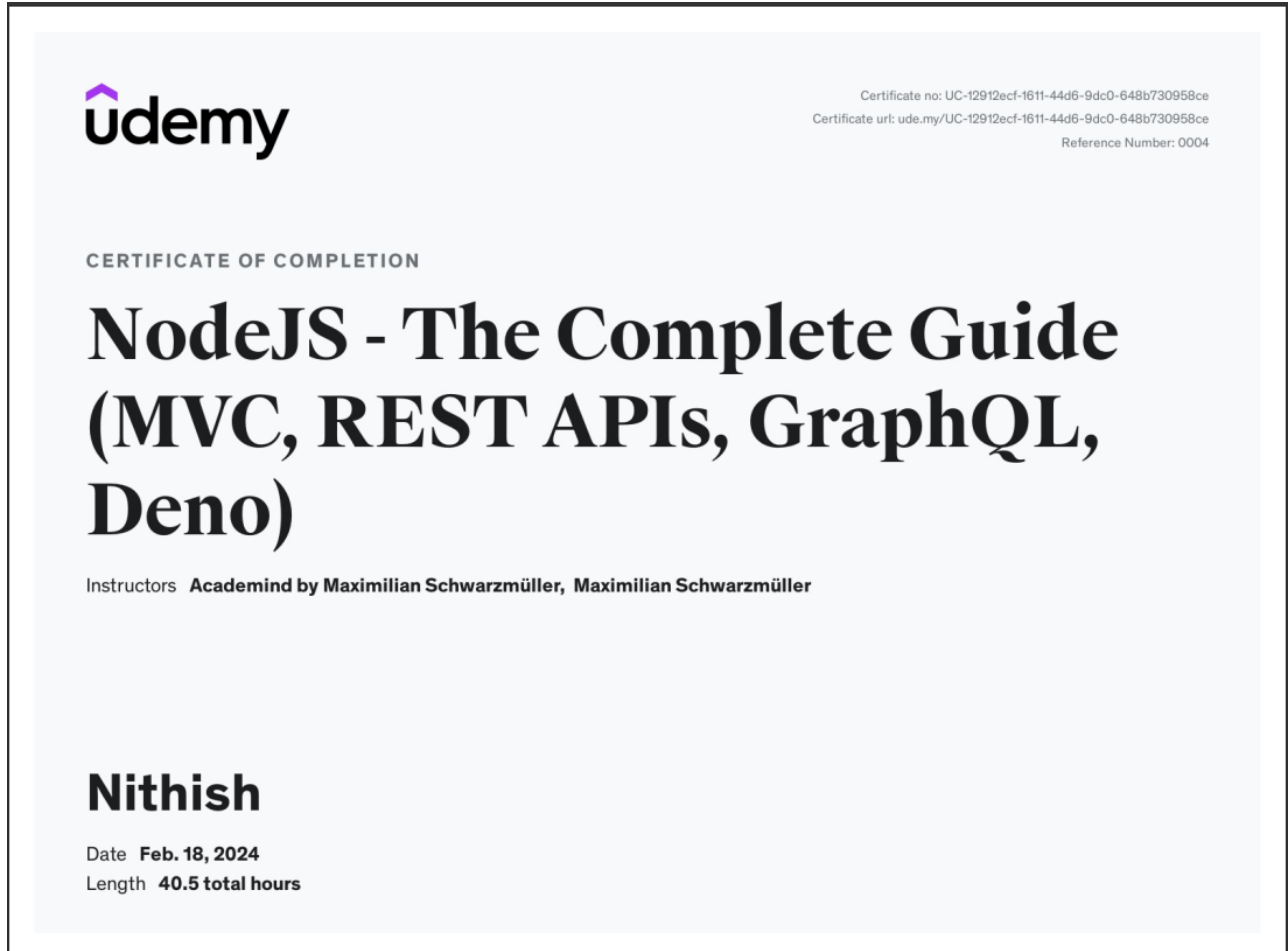 udemy
Certificate no: UC-12912ecf-1611-44d6-9dc0-648b730958ce
Certificate url: ude.my/UC-12912ecf-1611-44d6-9dc0-648b730958ce
Reference Number: 0004
CERTIFICATE OF COMPLETION
NodeJS - The Complete Guide
(MVC, REST APIs, GraphQL,
Deno)
Instructors Academind by Maximilian Schwarzmüller, Maximilian Schwarzmüller
Nithish
Date Feb. 18, 2024
Length 40.5 total hours